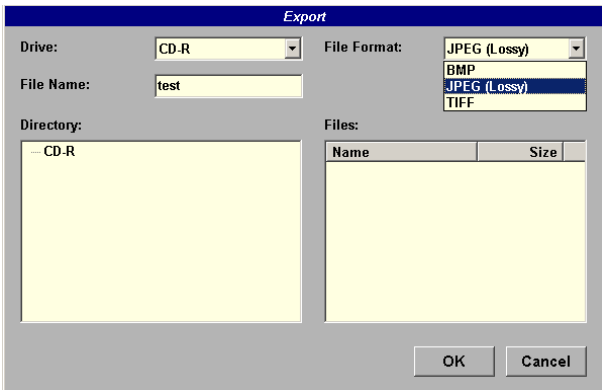 Export
Drive: CD-R File Format: JPEG (Lossy)
BMP
JPEG (Lossy)
TIFF
File Name: test
Directory: Files:
CD-R Name Size
OK Cancel